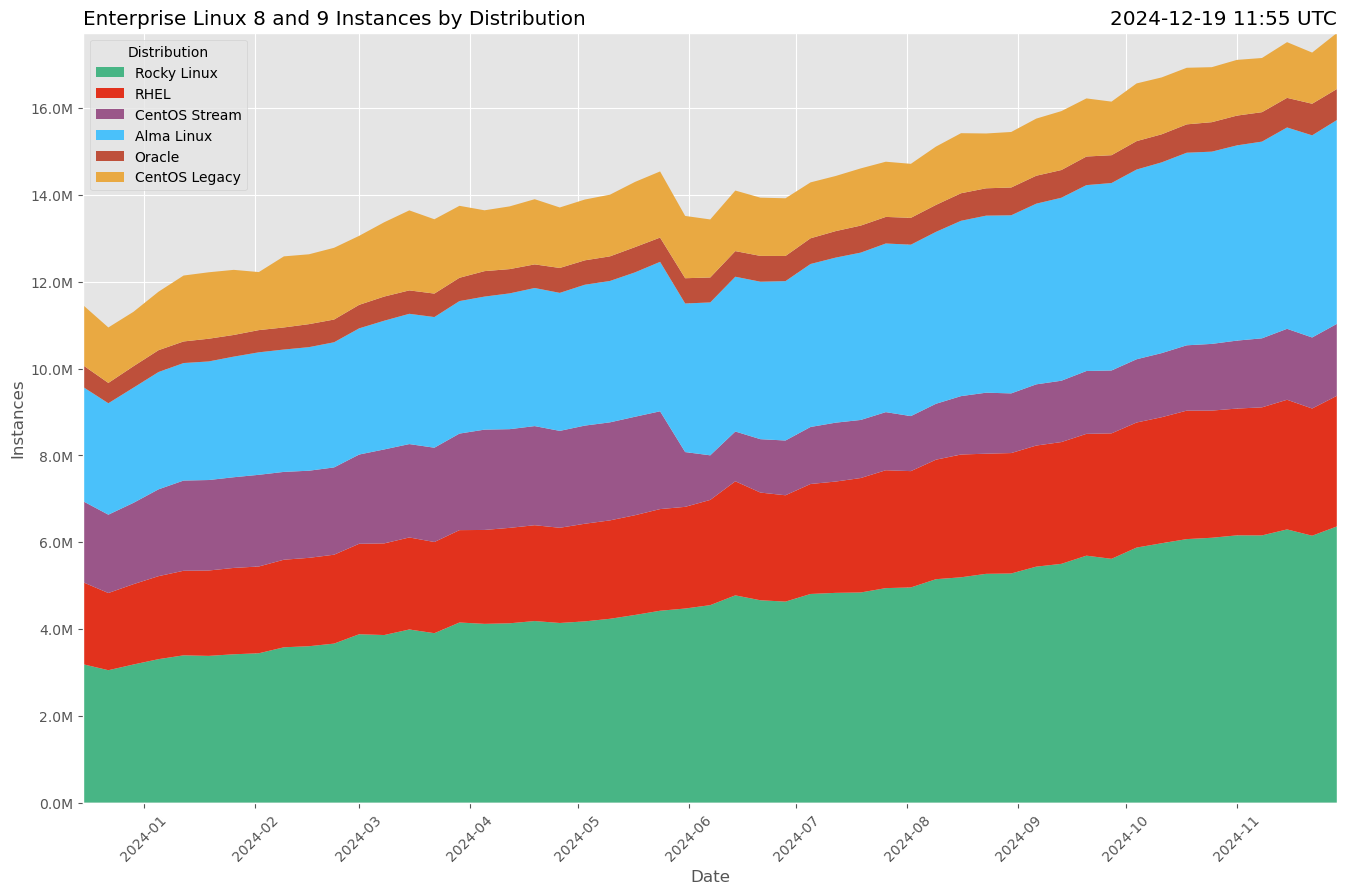 Enterprise Linux 8 and 9 Instances by Distribution
2024-12-19 11:55 UTC
Distribution
Rocky Linux
RHEL
CentOS Stream
Alma Linux
Oracle
CentOS Legacy
16.0M
14.0M
12.0M
10.0M
8.0M
6.0M
4.0M
2.0M
0.0M
Instances
2024-01
2024-02
2024-03
2024-04
2024-05
2024-06
2024-07
2024-08
2024-09
2024-10
2024-11
Date